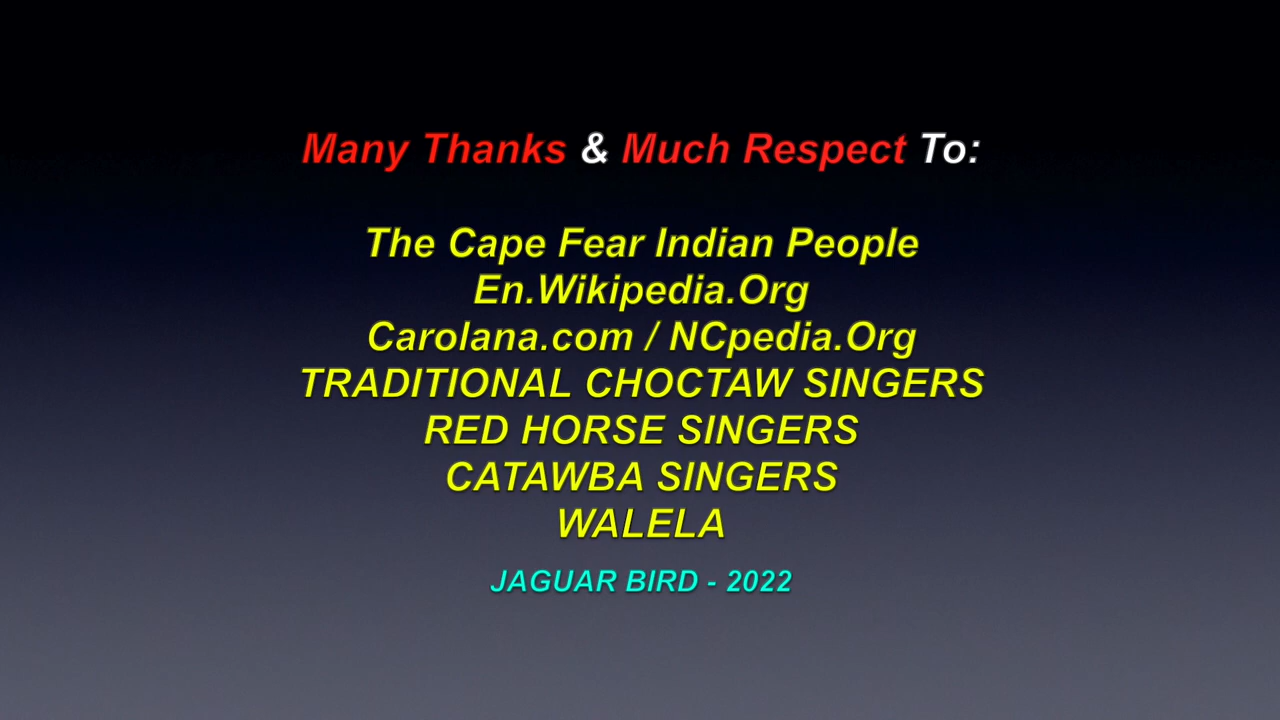 Many Thanks & Much Respect To:
The Cape Fear Indian People
En.Wikipedia.Org
Carolana.com / NCpedia.Org
TRADITIONAL CHOCTAW SINGERS
RED HORSE SINGERS
CATAWBA SINGERS
WALELA
JAGUAR BIRD - 2022